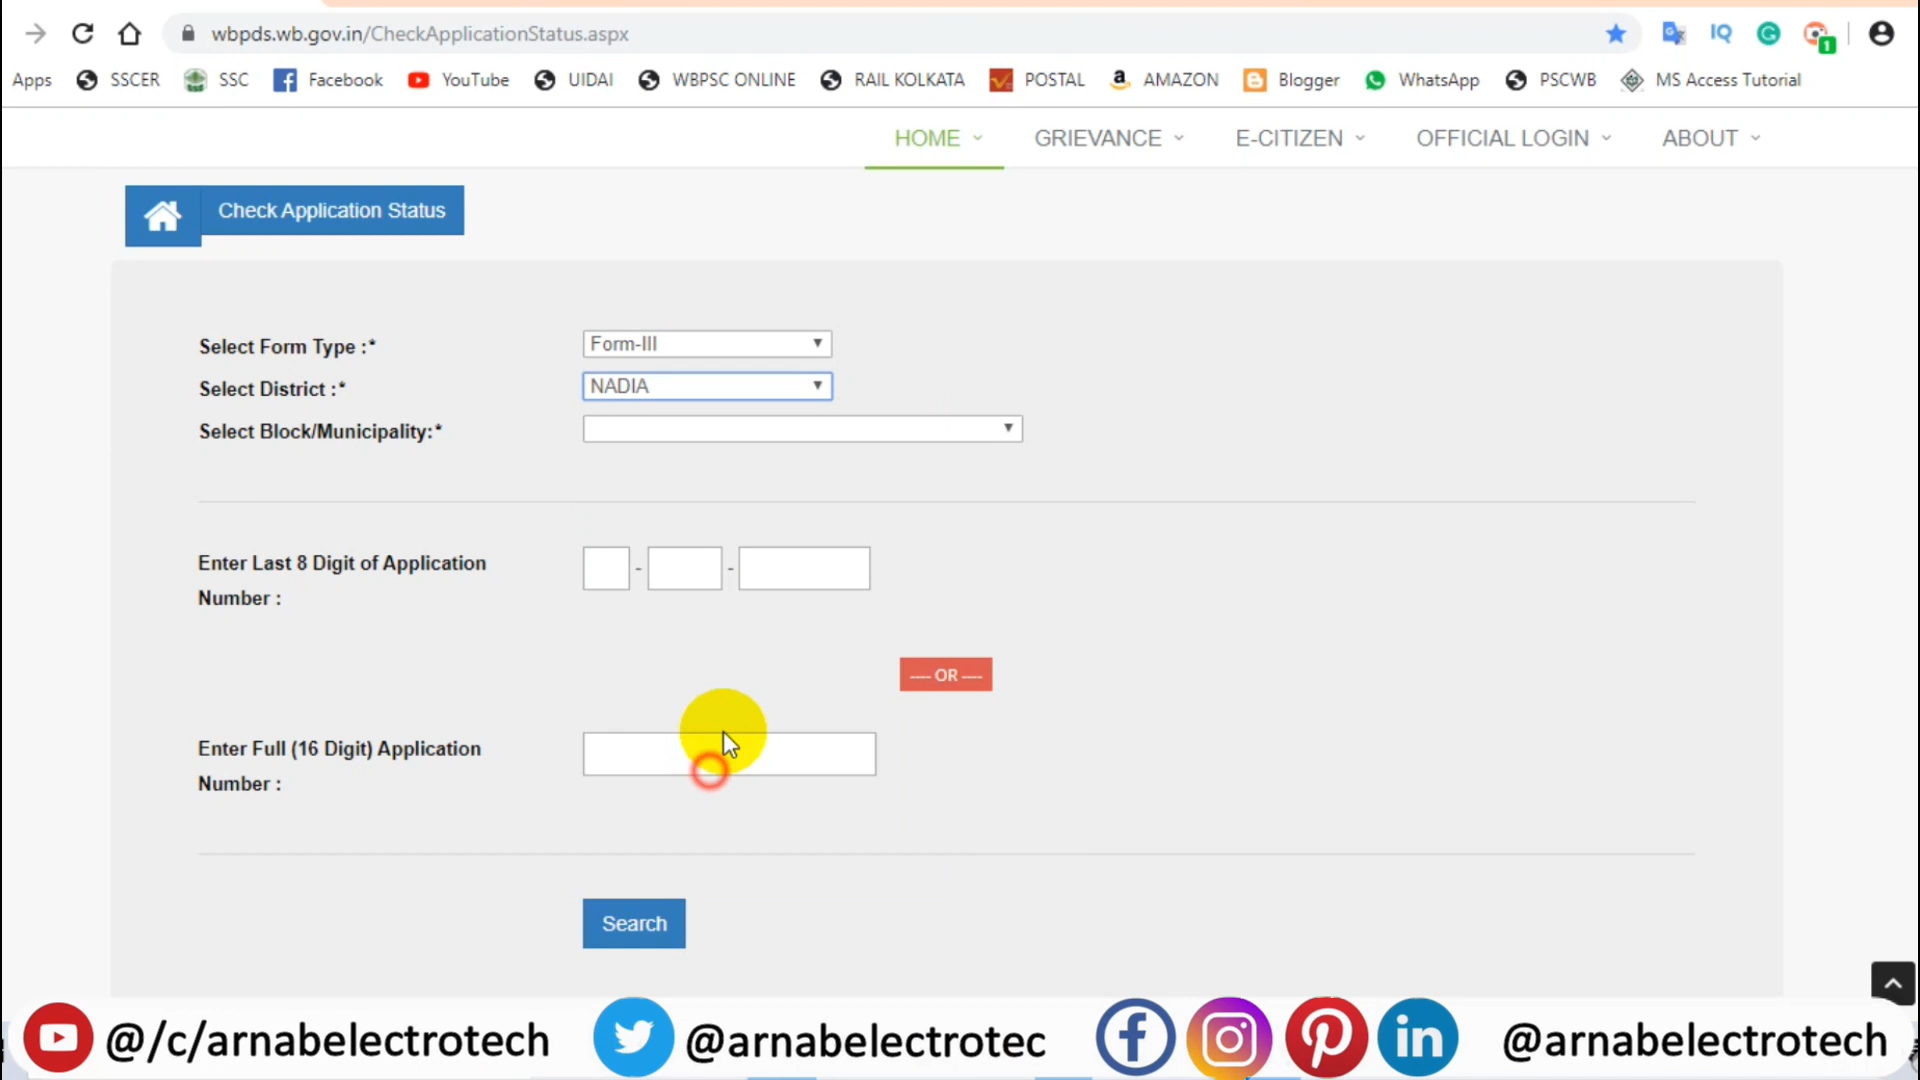 wbpds.wb.gov.in/CheckApplicationStatus.aspx
IQ
1
Apps SSCER SSC Facebook YouTube UIDAI WBPSC ONLINE RAIL KOLKATA POSTAL AMAZON Blogger WhatsApp PSCWB MS Access Tutorial
HOME GRIEVANCE E-CITIZEN OFFICIAL LOGIN ABOUT
Check Application Status
Select Form Type :* Form-III
Select District :* NADIA
Select Block/Municipality:*
Enter Last 8 Digit of Application
Number :
- -
---- OR ----
Enter Full (16 Digit) Application
Number :
Search
@/c/arnabelectrotech @arnabelectrotec @arnabelectrotech